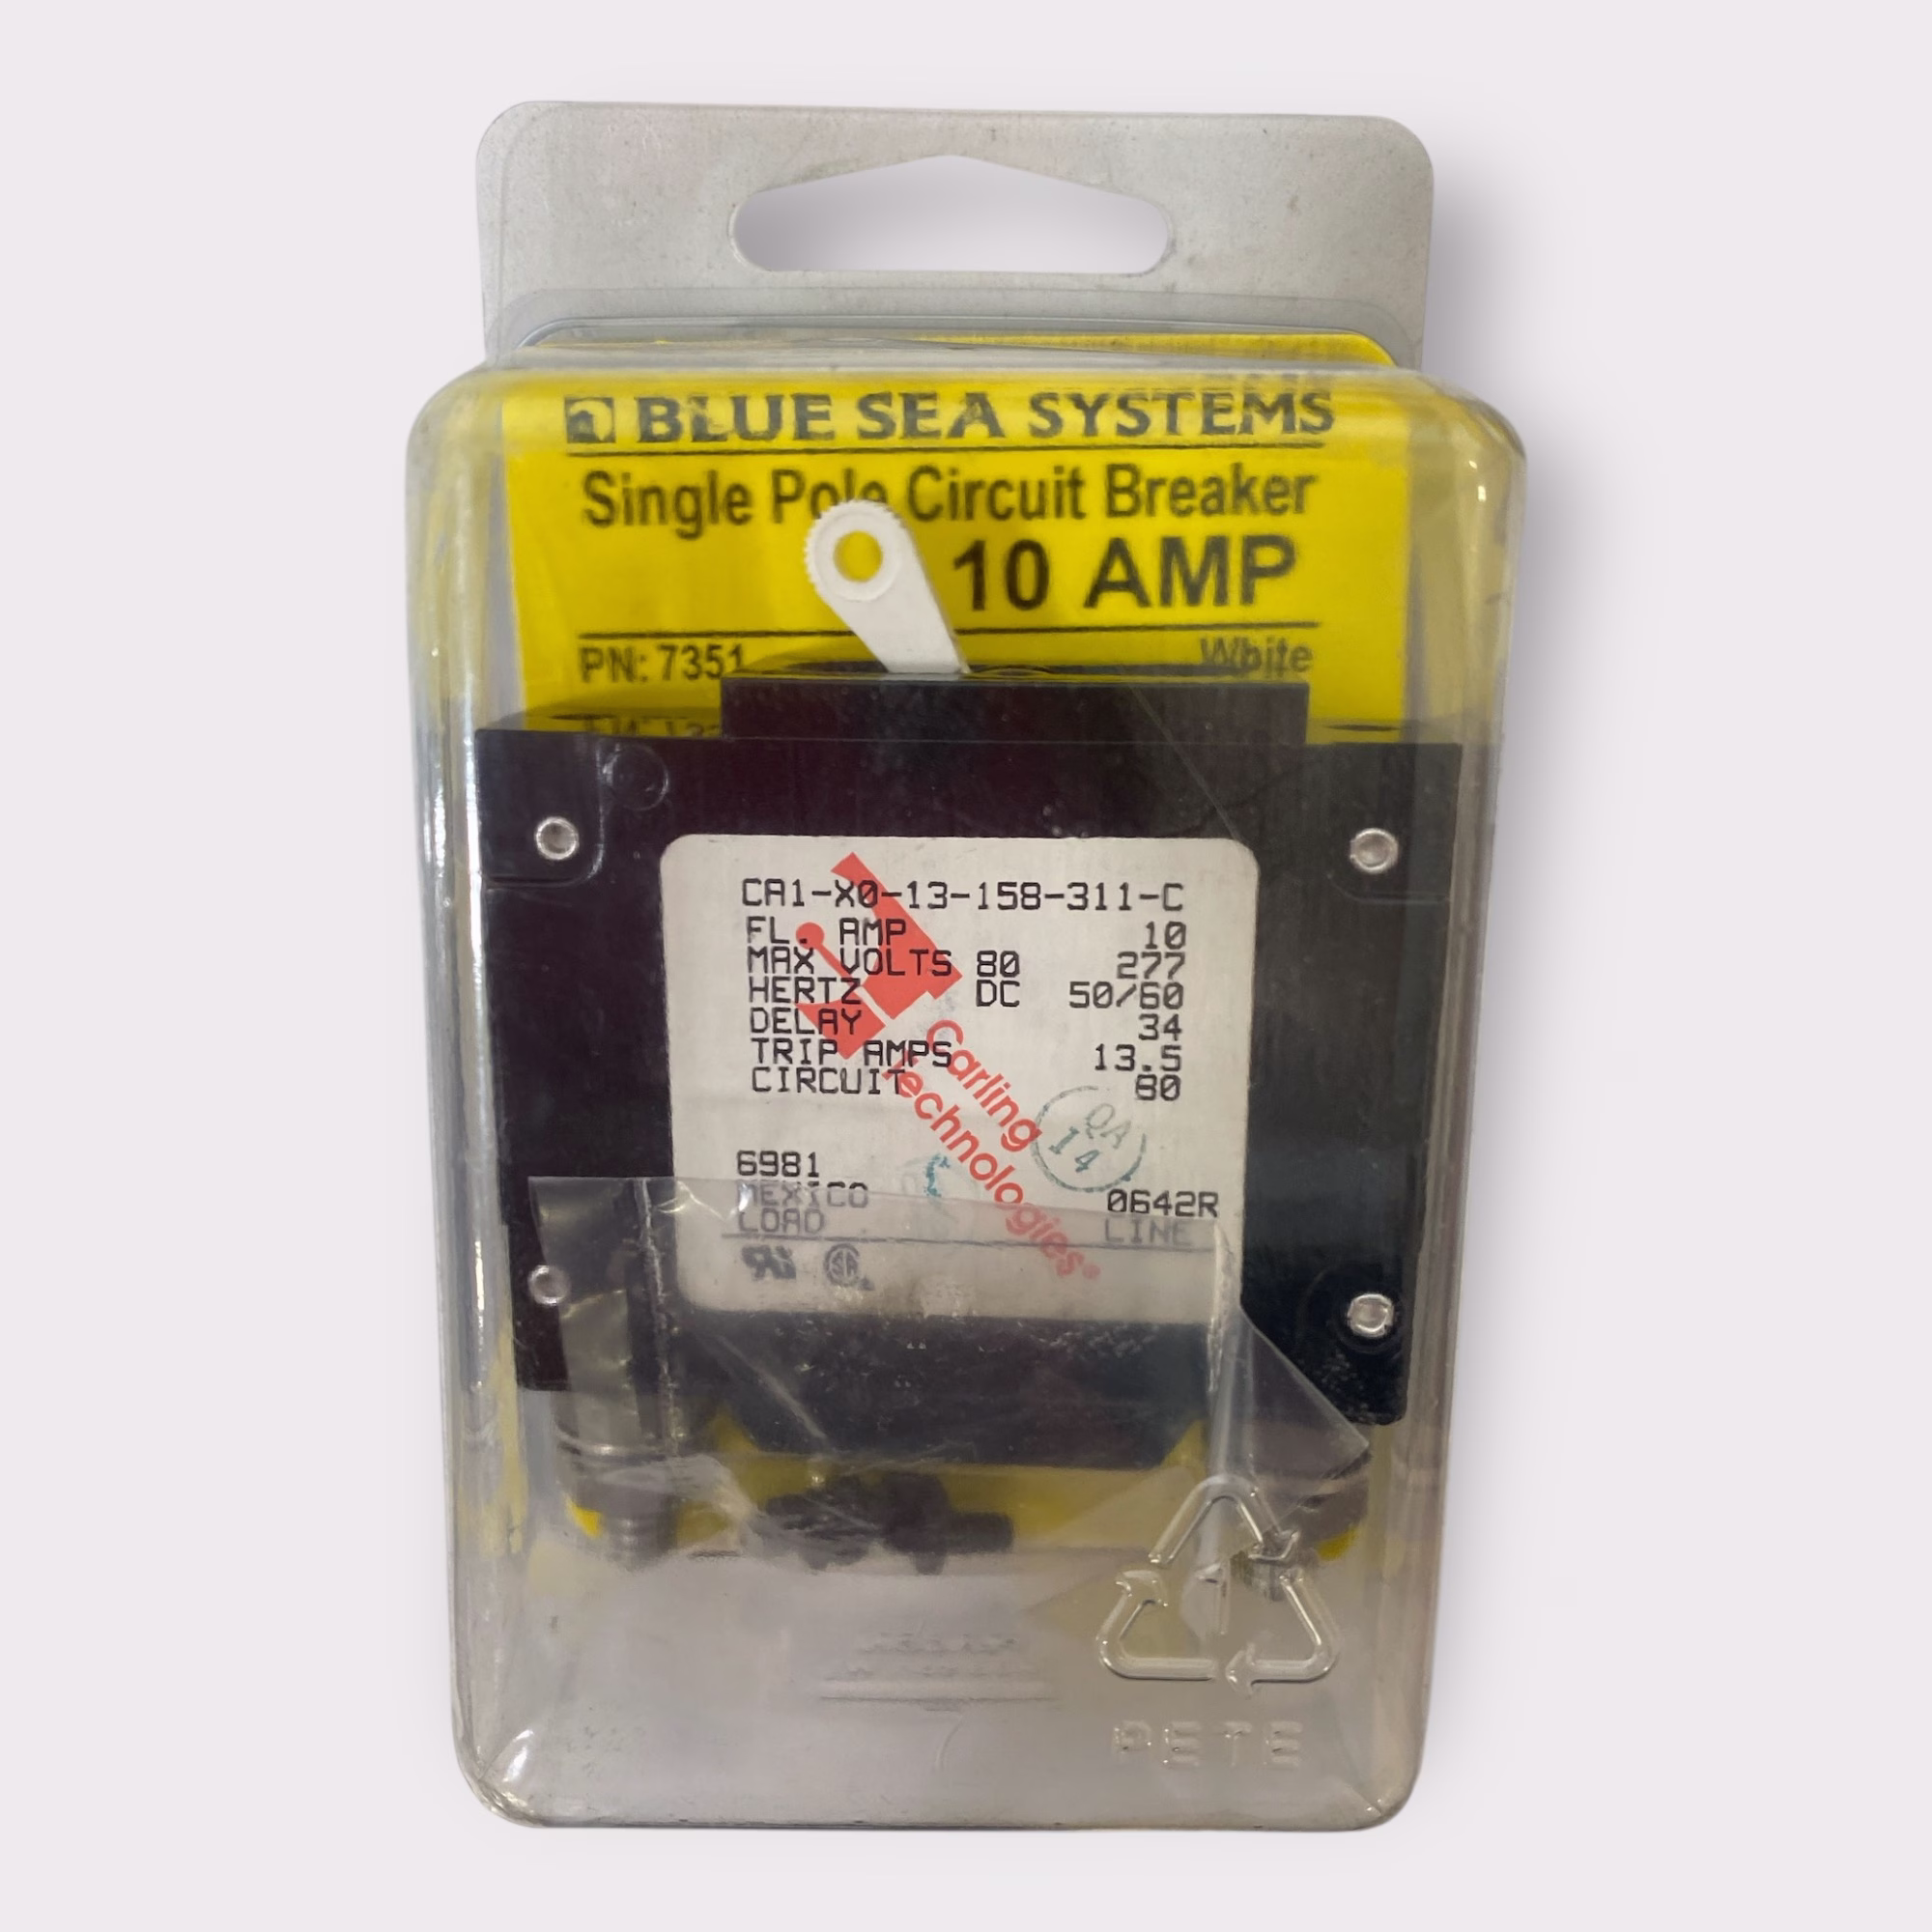 BLUE SEA SYSTEMS
Single Pole Circuit Breaker
10 AMP
PN: 7351 White
CA1-X0-13-158-311-C
FL. AMP 10
MAX VOLTS 80 277
HERTZ DC 50/60
DELAY 34
TRIP AMPS 13.5
CIRCUIT 80
Carling
Technologies®
QA
14
6981
MEXICO 0642R
LOAD LINE
1
PETE